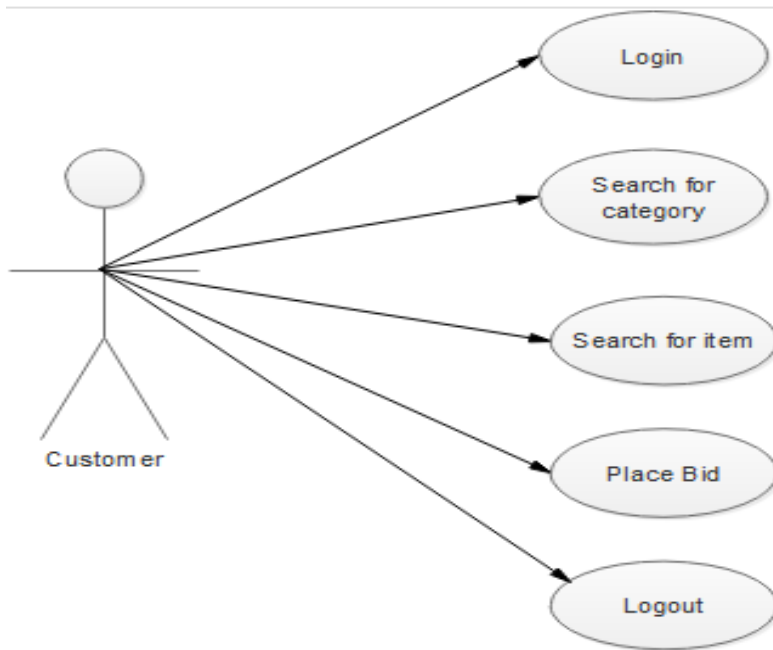 Login
Search for
category
Search for item
Customer
Place Bid
Logout